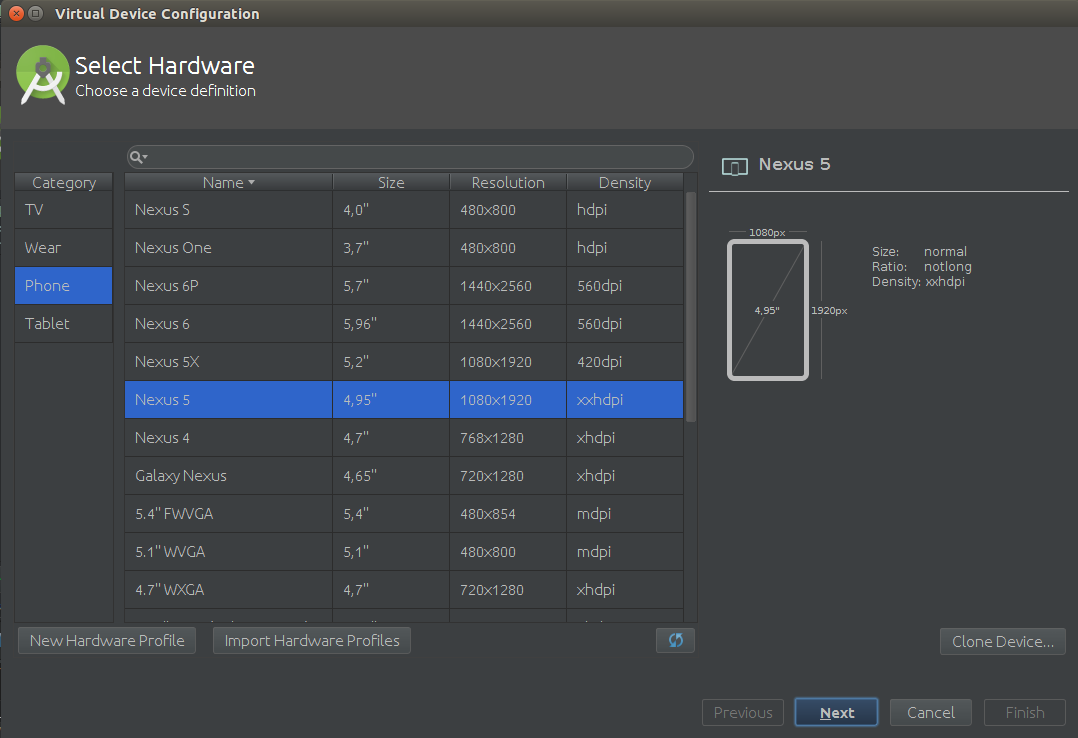 Virtual Device Configuration
Select Hardware
Choose a device definition
Category Name Size Resolution Density
TV
Wear
Phone
Tablet
Nexus S 4,0" 480x800 hdpi
Nexus One 3,7" 480x800 hdpi
Nexus 6P 5,7" 1440x2560 560dpi
Nexus 6 5,96" 1440x2560 560dpi
Nexus 5X 5,2" 1080x1920 420dpi
Nexus 5 4,95" 1080x1920 xxhdpi
Nexus 4 4,7" 768x1280 xhdpi
Galaxy Nexus 4,65" 720x1280 xhdpi
5.4" FWVGA 5,4" 480x854 mdpi
5.1" WVGA 5,1" 480x800 mdpi
4.7" WXGA 4,7" 720x1280 xhdpi
Nexus 5
1080px
4,95"
1920px
Size: normal
Ratio: notlong
Density: xxhdpi
New Hardware Profile Import Hardware Profiles Clone Device...
Previous Next Cancel Finish